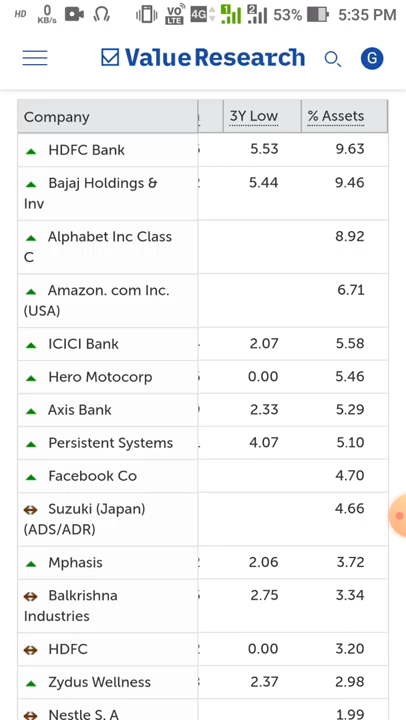 HD 0 KB/s VO LTE 4G 1 2 53% 5:35 PM
ValueResearch G
Company 3Y Low % Assets
HDFC Bank 5.53 9.63
Bajaj Holdings & 5.44 9.46
Inv
Alphabet Inc Class 8.92
C
Amazon. com Inc. 6.71
(USA)
ICICI Bank 2.07 5.58
Hero Motocorp 0.00 5.46
Axis Bank 2.33 5.29
Persistent Systems 4.07 5.10
Facebook Co 4.70
Suzuki (Japan) 4.66
(ADS/ADR)
Mphasis 2.06 3.72
Balkrishna 2.75 3.34
Industries
HDFC 0.00 3.20
Zydus Wellness 2.37 2.98
Nestle S. A 1.99